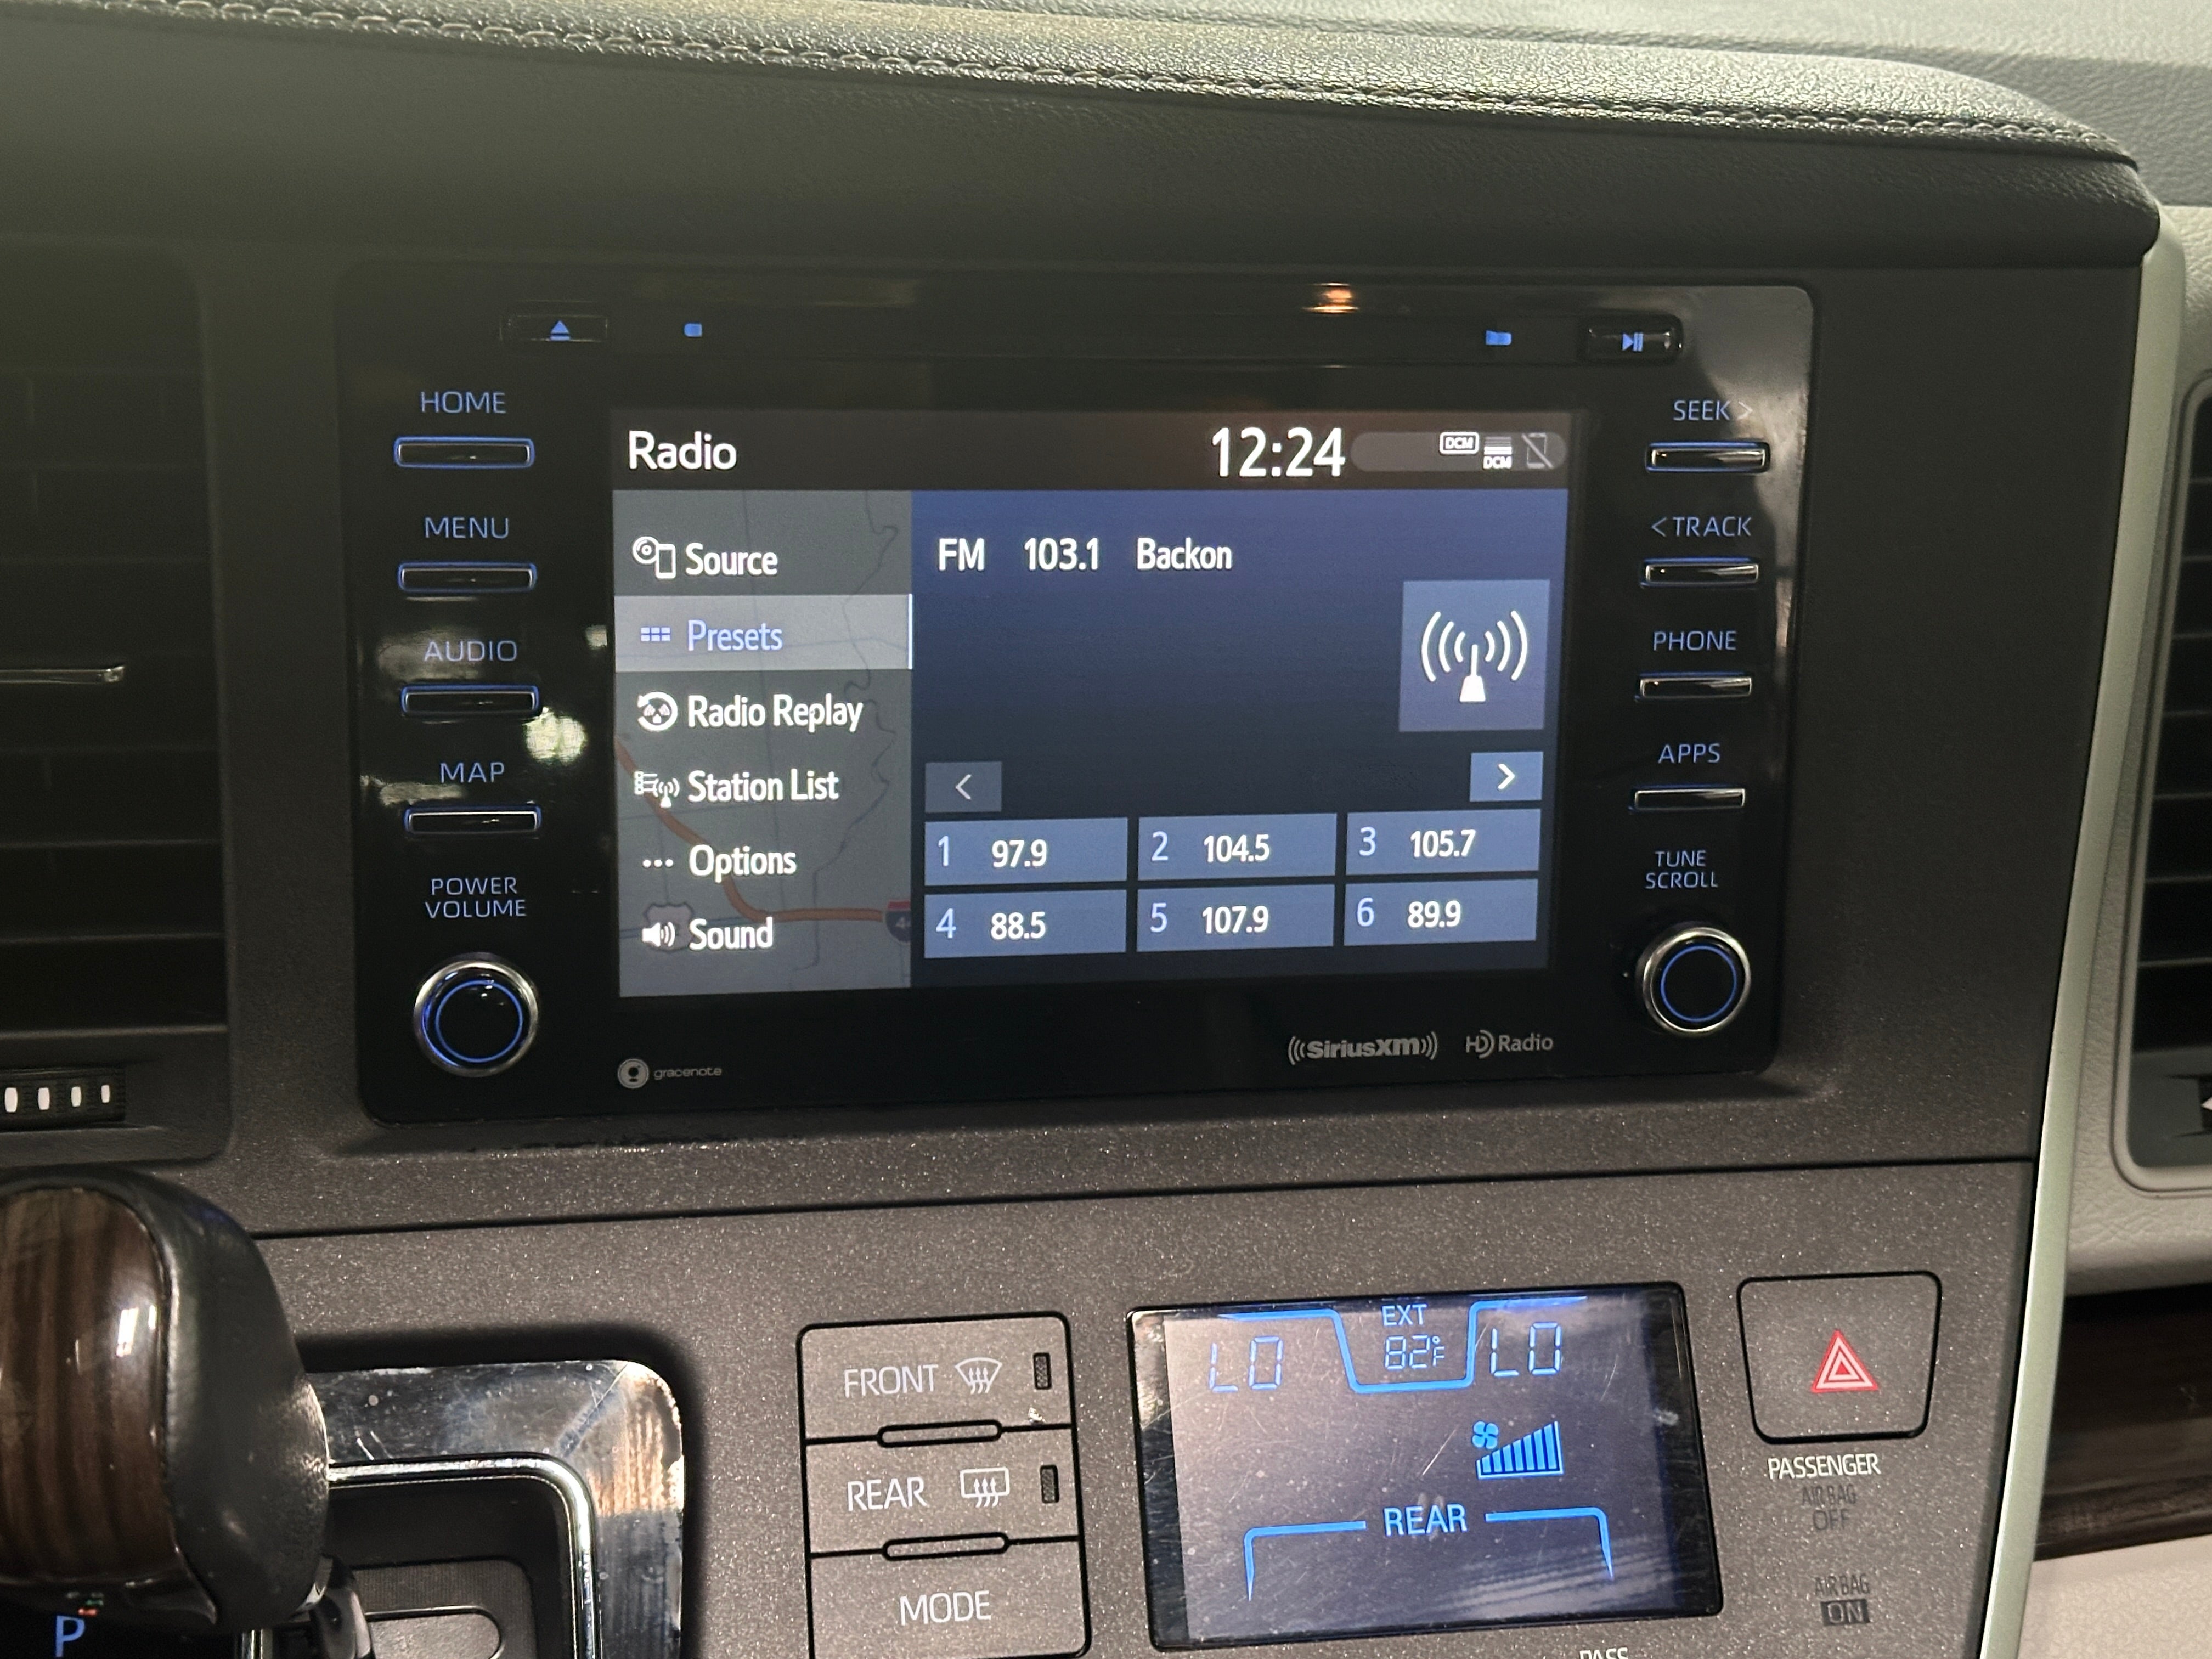 HOME
MENU
AUDIO
MAP
POWER
VOLUME
Radio
12:24
DCM
DCM
Source
Presets
Radio Replay
Station List
Options
Sound
FM 103.1 Backon
<
>
1 97.9
2 104.5
3 105.7
4 88.5
5 107.9
6 89.9
SEEK >
< TRACK
PHONE
APPS
TUNE
SCROLL
gracenote
((SiriusXM))
HD Radio
FRONT
REAR
MODE
LO
EXT
82°F
LO
REAR
PASSENGER
AIR BAG
OFF
AIR BAG
ON
PASS
P